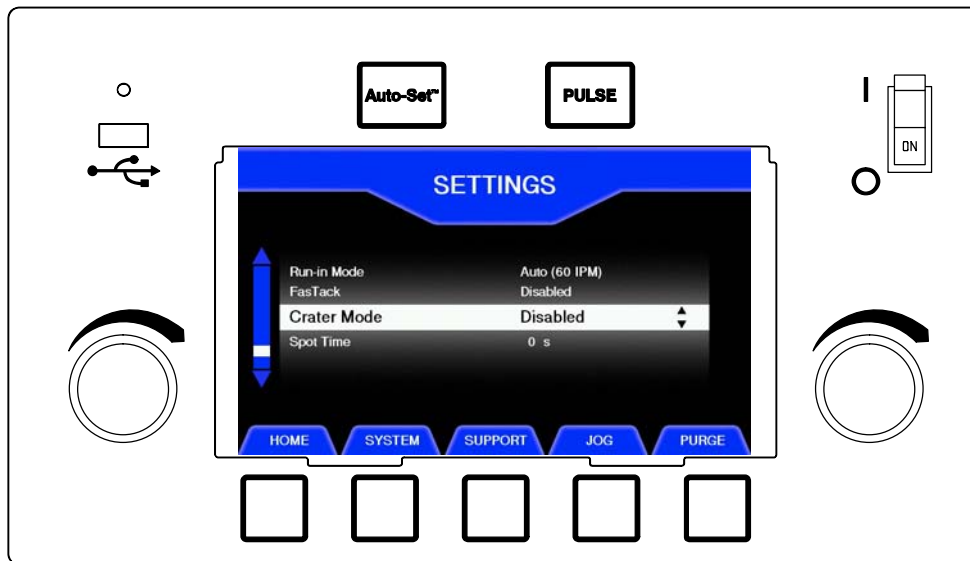 Auto-Set™ PULSE
I
ON
O
SETTINGS
Run-in Mode Auto (60 IPM)
FasTack Disabled
Crater Mode Disabled
Spot Time 0 s
HOME SYSTEM SUPPORT JOG PURGE